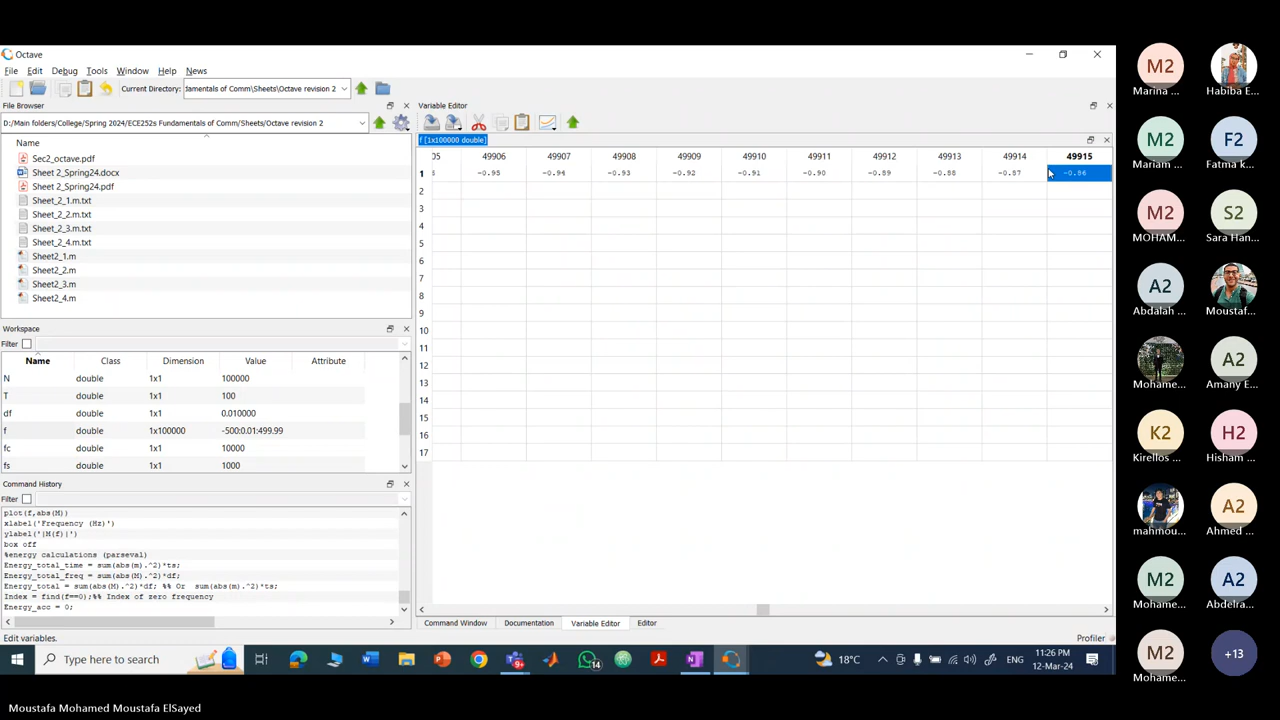 Octave
File Edit Debug Tools Window Help News
Current Directory: damentals of Comm\Sheets\Octave revision 2
File Browser
D:/Main folders/College/Spring 2024/ECE252s Fundamentals of Comm/Sheets/Octave revision 2
Name
Sec2_octave.pdf
Sheet 2_Spring24.docx
Sheet 2_Spring24.pdf
Sheet_2_1.m.txt
Sheet_2_2.m.txt
Sheet_2_3.m.txt
Sheet_2_4.m.txt
Sheet2_1.m
Sheet2_2.m
Sheet2_3.m
Sheet2_4.m
Workspace
Filter
Name Class Dimension Value Attribute
N double 1x1 100000
T double 1x1 100
df double 1x1 0.010000
f double 1x100000 -500:0.01:499.99
fc double 1x1 10000
fs double 1x1 1000
Command History
Filter
plot(f,abs(M))
xlabel('Frequency (Hz)')
ylabel('|M(f)|')
box off
%energy calculations (parseval)
Energy_total_time = sum(abs(m).^2)*ts;
Energy_total_freq = sum(abs(M).^2)*df;
Energy_total = sum(abs(M).^2)*df; %% Or  sum(abs(m).^2)*ts;
Index = find(f==0);%% Index of zero frequency
Energy_acc = 0;
Variable Editor
f [1x100000 double]
05 49906 49907 49908 49909 49910 49911 49912 49913 49914 49915
1 -0.95 -0.94 -0.93 -0.92 -0.91 -0.90 -0.89 -0.88 -0.87 -0.86
2
3
4
5
6
7
8
9
10
11
12
13
14
15
16
17
Command Window Documentation Variable Editor Editor
Edit variables.
Profiler
Type here to search
14
18°C
ENG
11:26 PM
12-Mar-24
M2
Marina ...
Habiba E...
M2
Mariam ...
F2
Fatma k...
M2
MOHAM...
S2
Sara Han...
A2
Abdalah ...
Moustaf...
Mohame...
A2
Amany E...
K2
Kirellos ...
H2
Hisham ...
mahmou...
A2
Ahmed ...
M2
Mohame...
A2
Abdelra...
M2
Mohame...
+13
Moustafa Mohamed Moustafa ElSayed